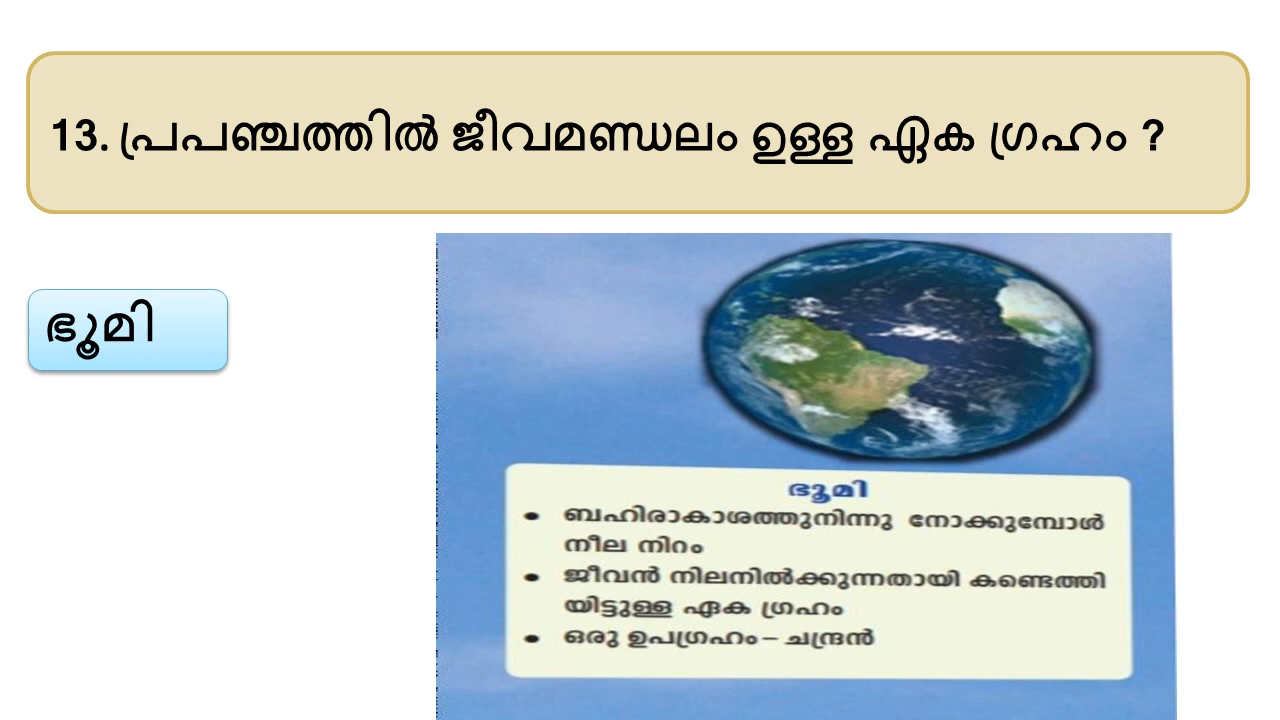 13. പ്രപഞ്ചത്തിൽ ജീവമണ്ഡലം ഉള്ള ഏക ഗ്രഹം ?
ഭൂമി
ഭൂമി
• ബഹിരാകാശത്തുനിന്നു നോക്കുമ്പോൾ
നീല നിറം
• ജീവൻ നിലനിൽക്കുന്നതായി കണ്ടെത്തി
യിട്ടുള്ള ഏക ഗ്രഹം
• ഒരു ഉപഗ്രഹം – ചന്ദ്രൻ